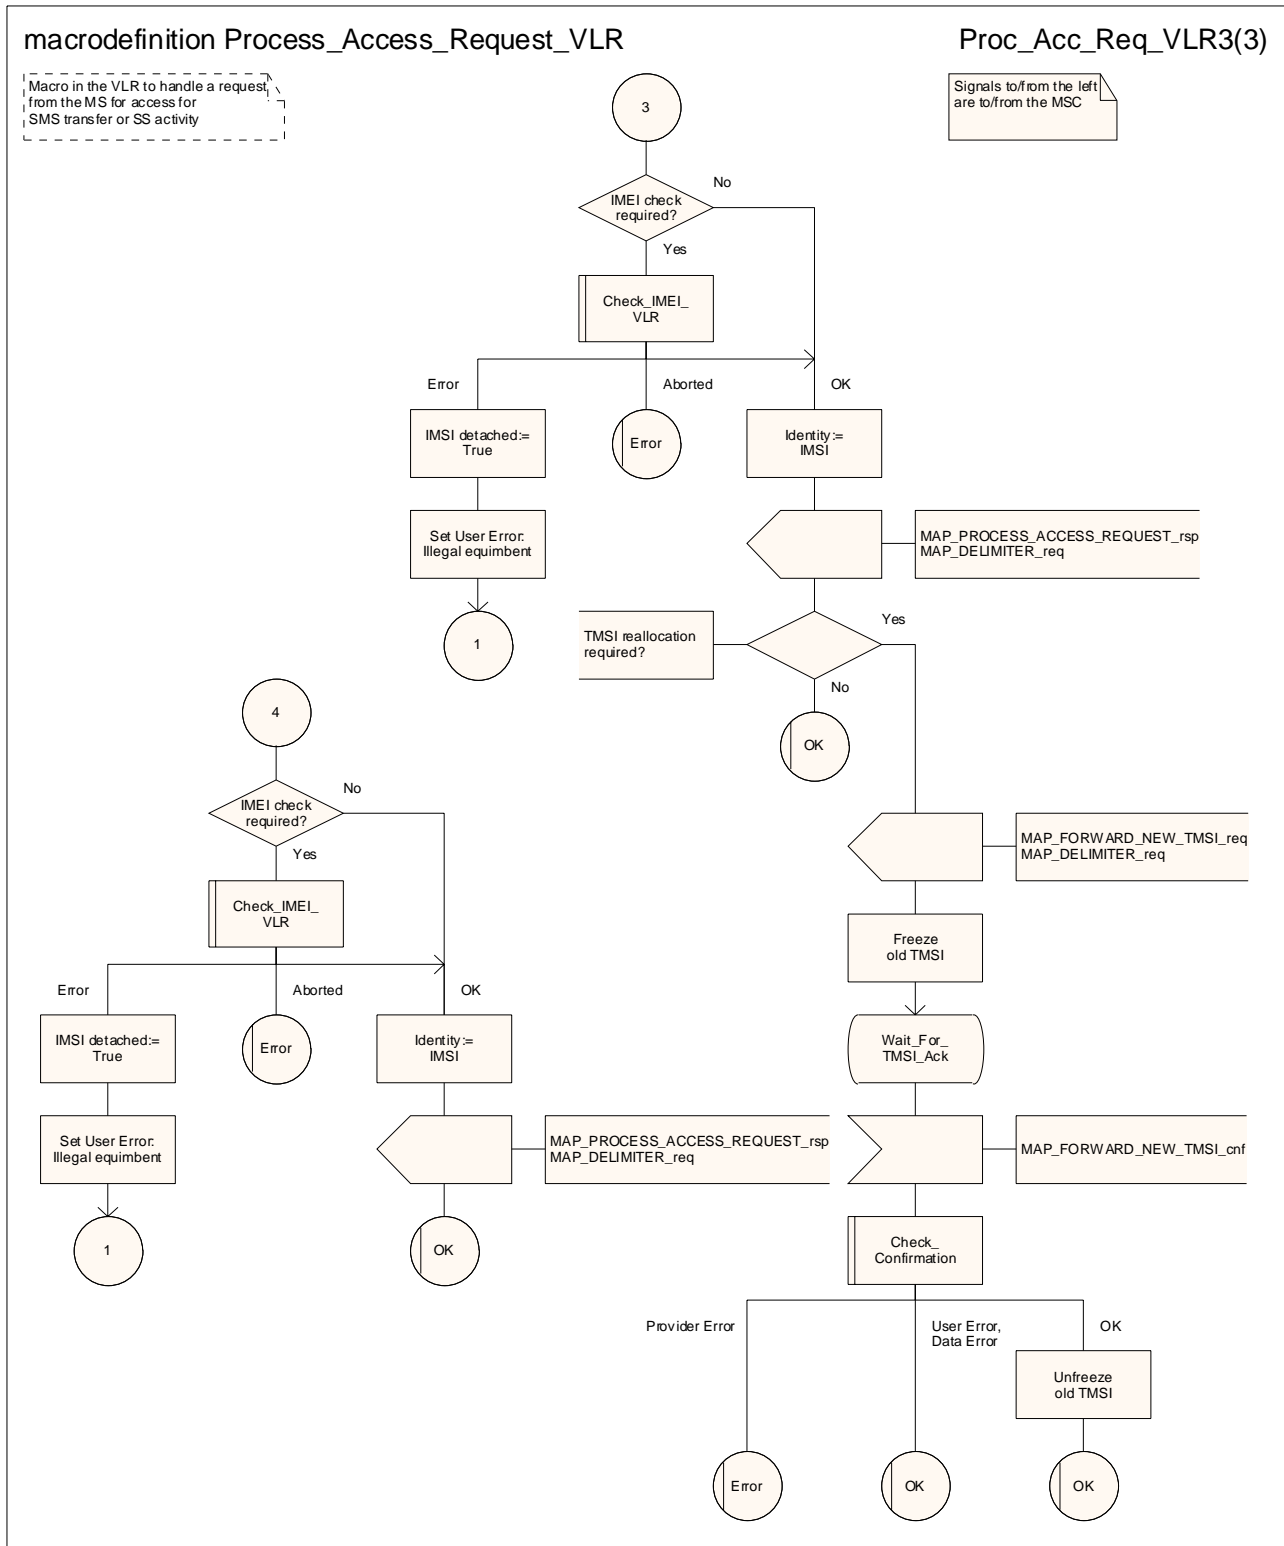 macrodefinition Process_Access_Request_VLR
Proc_Acc_Req_VLR3(3)
Macro in the VLR to handle a request
from the MS for access for
SMS transfer or SS activity
Signals to/from the left
are to/from the MSC
3
IMEI check
required?
No
Yes
Check_IMEI_
VLR
Error
Aborted
OK
IMSI detached:=
True
Error
Identity:=
IMSI
Set User Error:
Illegal equimbent
MAP_PROCESS_ACCESS_REQUEST_rsp
MAP_DELIMITER_req
1
TMSI reallocation
required?
Yes
No
OK
4
IMEI check
required?
No
Yes
Check_IMEI_
VLR
Error
Aborted
OK
IMSI detached:=
True
Error
Identity:=
IMSI
Set User Error:
Illegal equimbent
MAP_PROCESS_ACCESS_REQUEST_rsp
MAP_DELIMITER_req
1
OK
MAP_FORWARD_NEW_TMSI_req
MAP_DELIMITER_req
Freeze
old TMSI
Wait_For_
TMSI_Ack
MAP_FORWARD_NEW_TMSI_cnf
Check_
Confirmation
Provider Error
User Error,
Data Error
OK
Unfreeze
old TMSI
Error
OK
OK